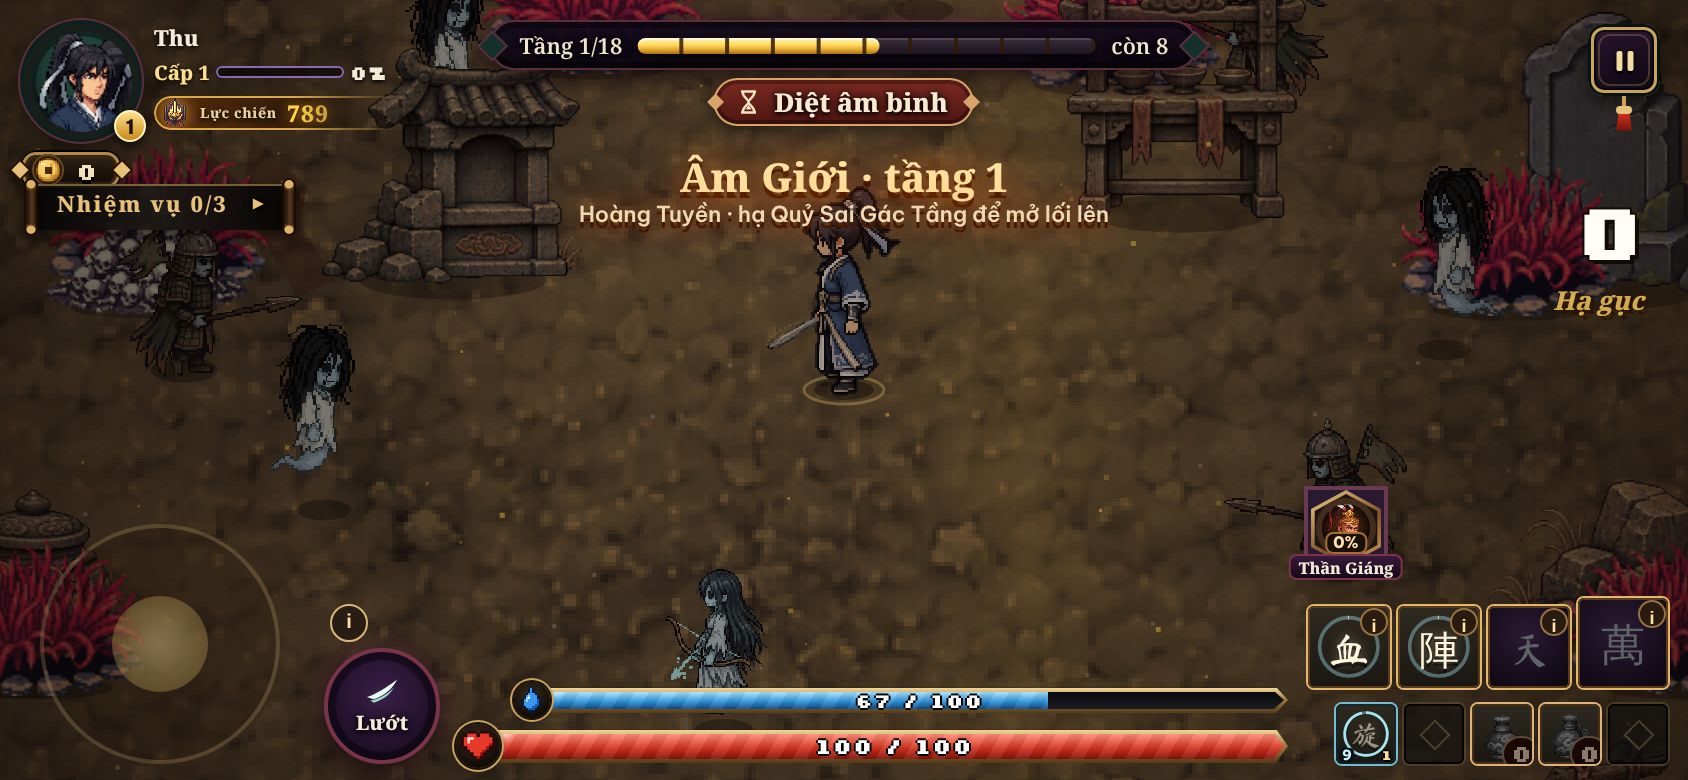 Thu
Cấp 1
Lực chiến 789
1
0
Nhiệm vụ 0/3
Tầng 1/18
còn 8
Diệt âm binh
Âm Giới · tầng 1
Hoàng Tuyền · hạ Quỷ Sai Gác Tầng để mở lối lên
0
Hạ gục
0%
Thần Giáng
i
Lướt
67 / 100
100 / 100
血 i
陣 i
天 i
萬 i
旋 9 1
0
0